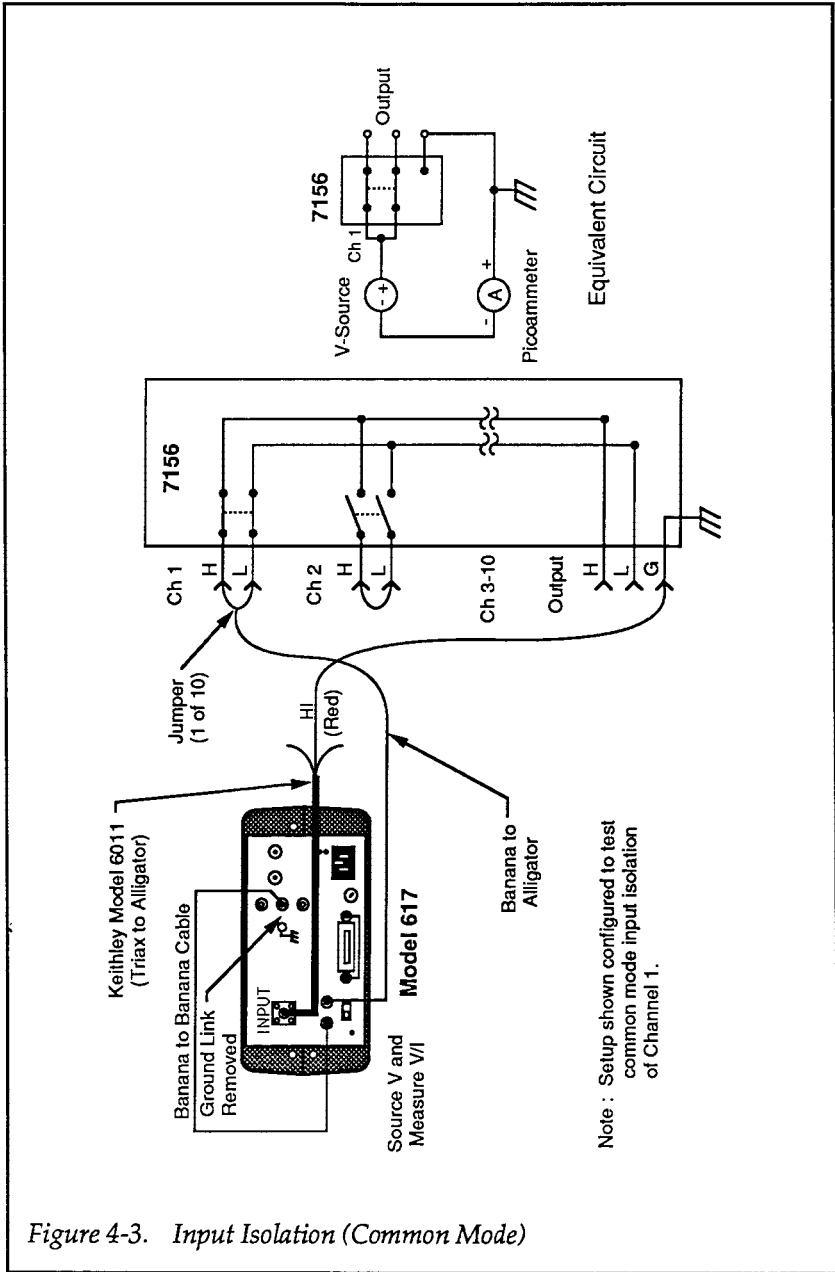 Keithley Model 6011
(Triax to Alligator)
Banana to Banana Cable
Ground Link
Removed
INPUT
Model 617
Source V and
Measure V/I
HI
(Red)
Jumper
(1 of 10)
Banana to
Alligator
7156
Ch 1
H
L
Ch 2
H
L
Ch 3-10
Output
H
L
G
7156
Ch 1
Output
V-Source
- +
- A +
Picoammeter
Equivalent Circuit
Note : Setup shown configured to test
common mode input isolation
of Channel 1.
Figure 4-3. Input Isolation (Common Mode)